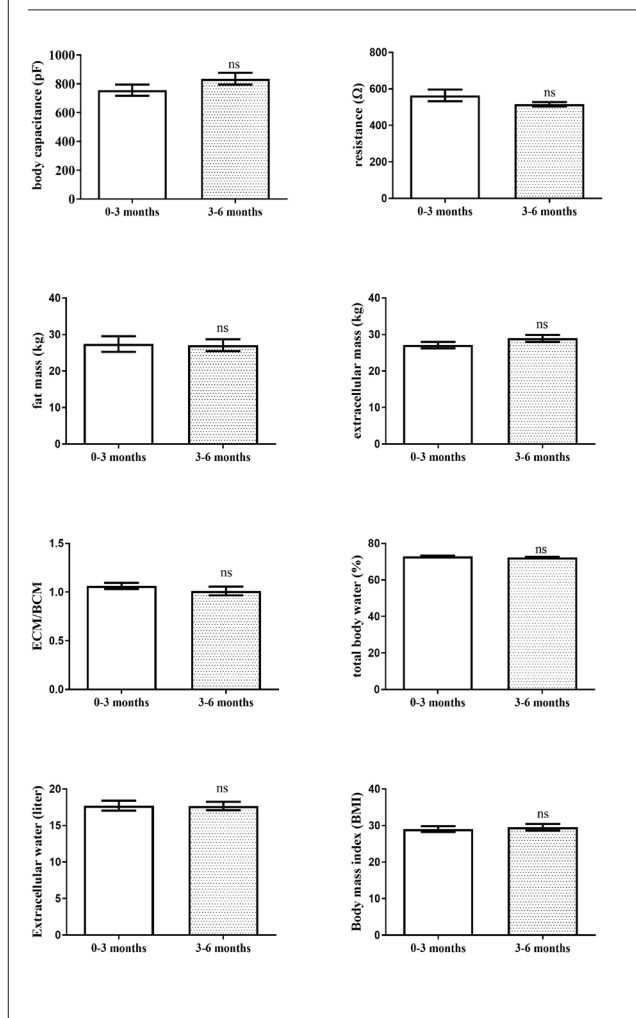 body capacitance (pF)
1000
800
600
400
200
0
ns
0-3 months 3-6 months
resistance (Ω)
800
600
400
200
0
ns
0-3 months 3-6 months
fat mass (kg)
40
30
20
10
0
ns
0-3 months 3-6 months
extracellular mass (kg)
40
30
20
10
0
ns
0-3 months 3-6 months
ECM/BCM
1.5
1.0
0.5
0.0
ns
0-3 months 3-6 months
total body water (%)
80
60
40
20
0
ns
0-3 months 3-6 months
Extracellular water (liter)
20
15
10
5
0
ns
0-3 months 3-6 months
Body mass index (BMI)
40
30
20
10
0
ns
0-3 months 3-6 months